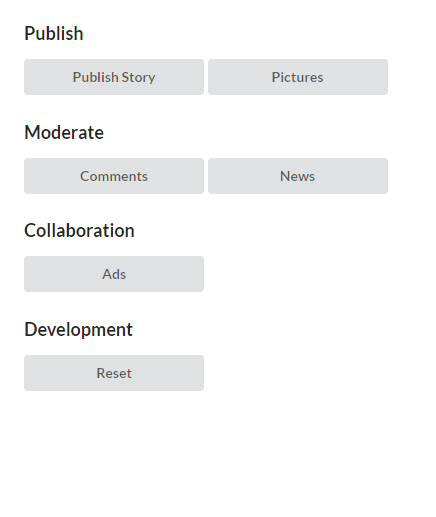 Publish
Publish Story Pictures
Moderate
Comments News
Collaboration
Ads
Development
Reset